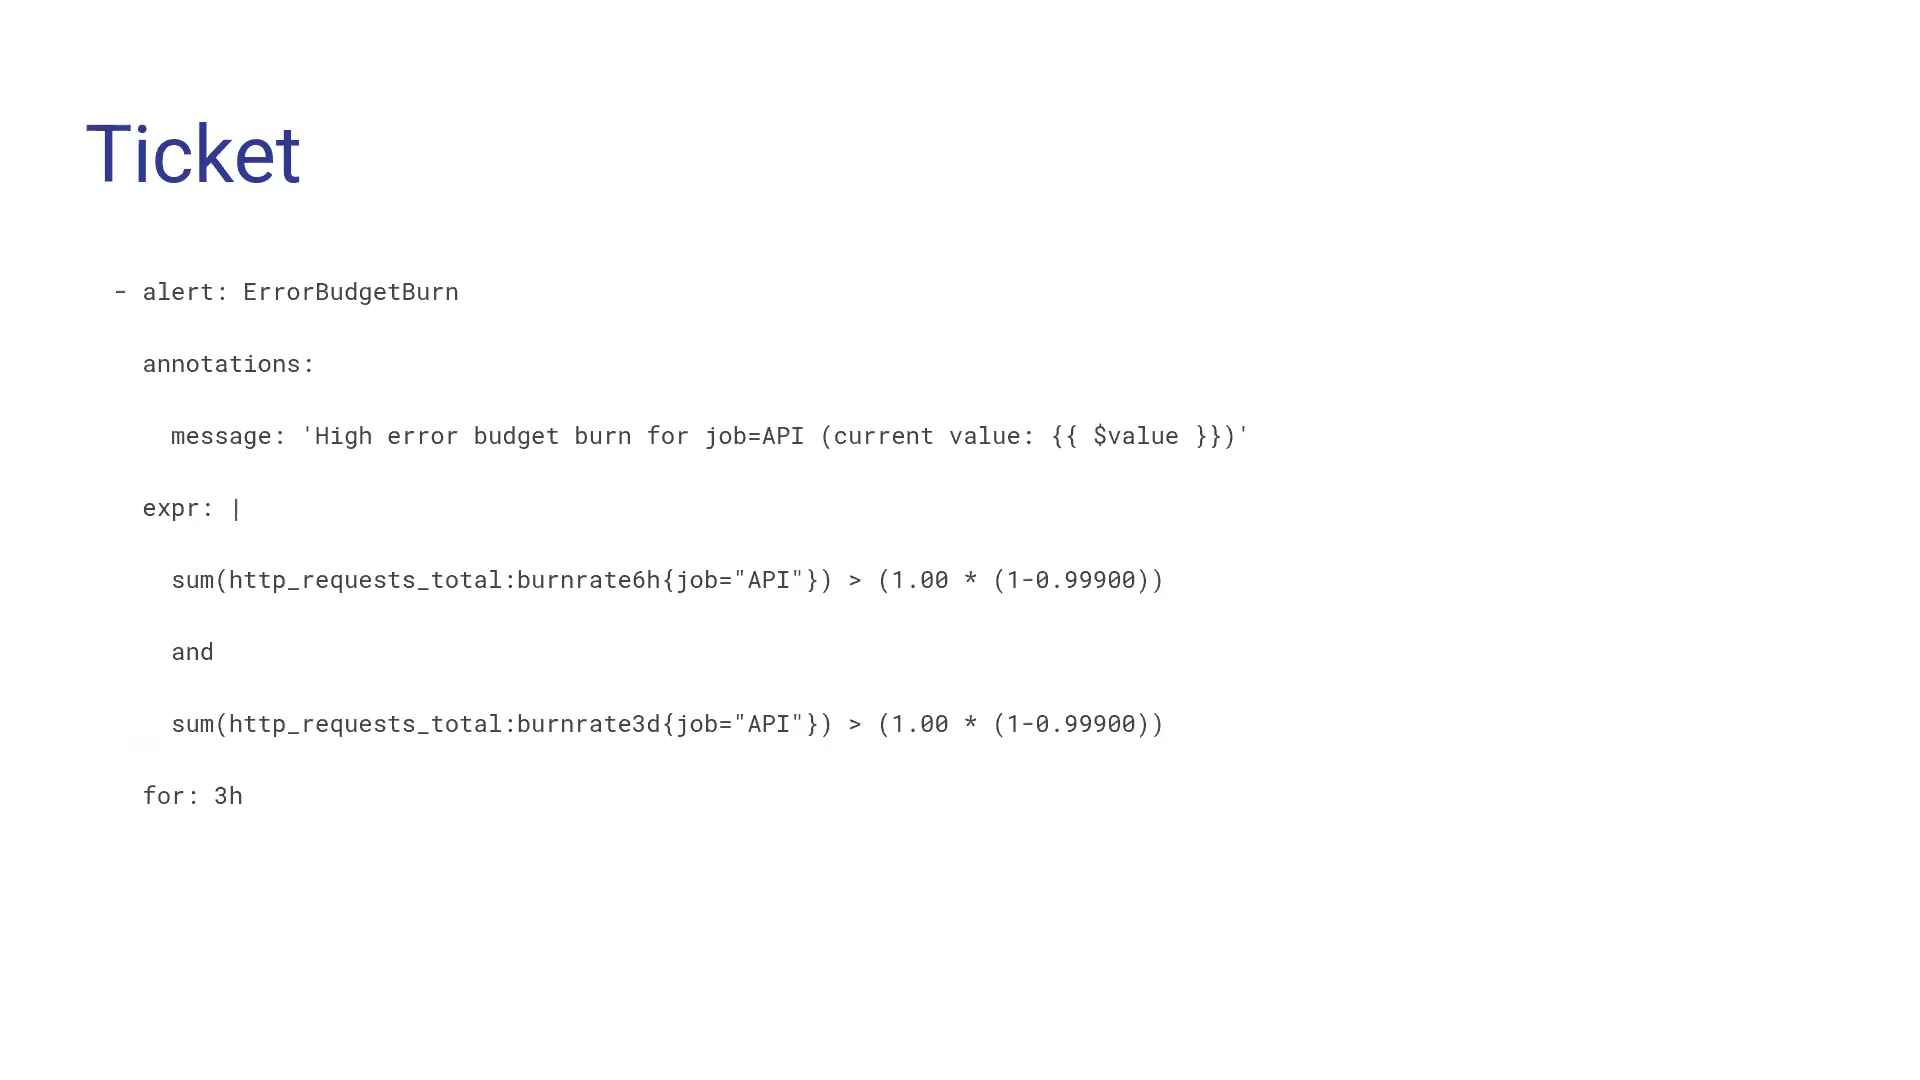 Ticket
- alert: ErrorBudgetBurn
annotations:
message: 'High error budget burn for job=API (current value: {{ $value }})'
expr: |
sum(http_requests_total:burnrate6h{job="API"}) > (1.00 * (1-0.99900))
and
sum(http_requests_total:burnrate3d{job="API"}) > (1.00 * (1-0.99900))
for: 3h